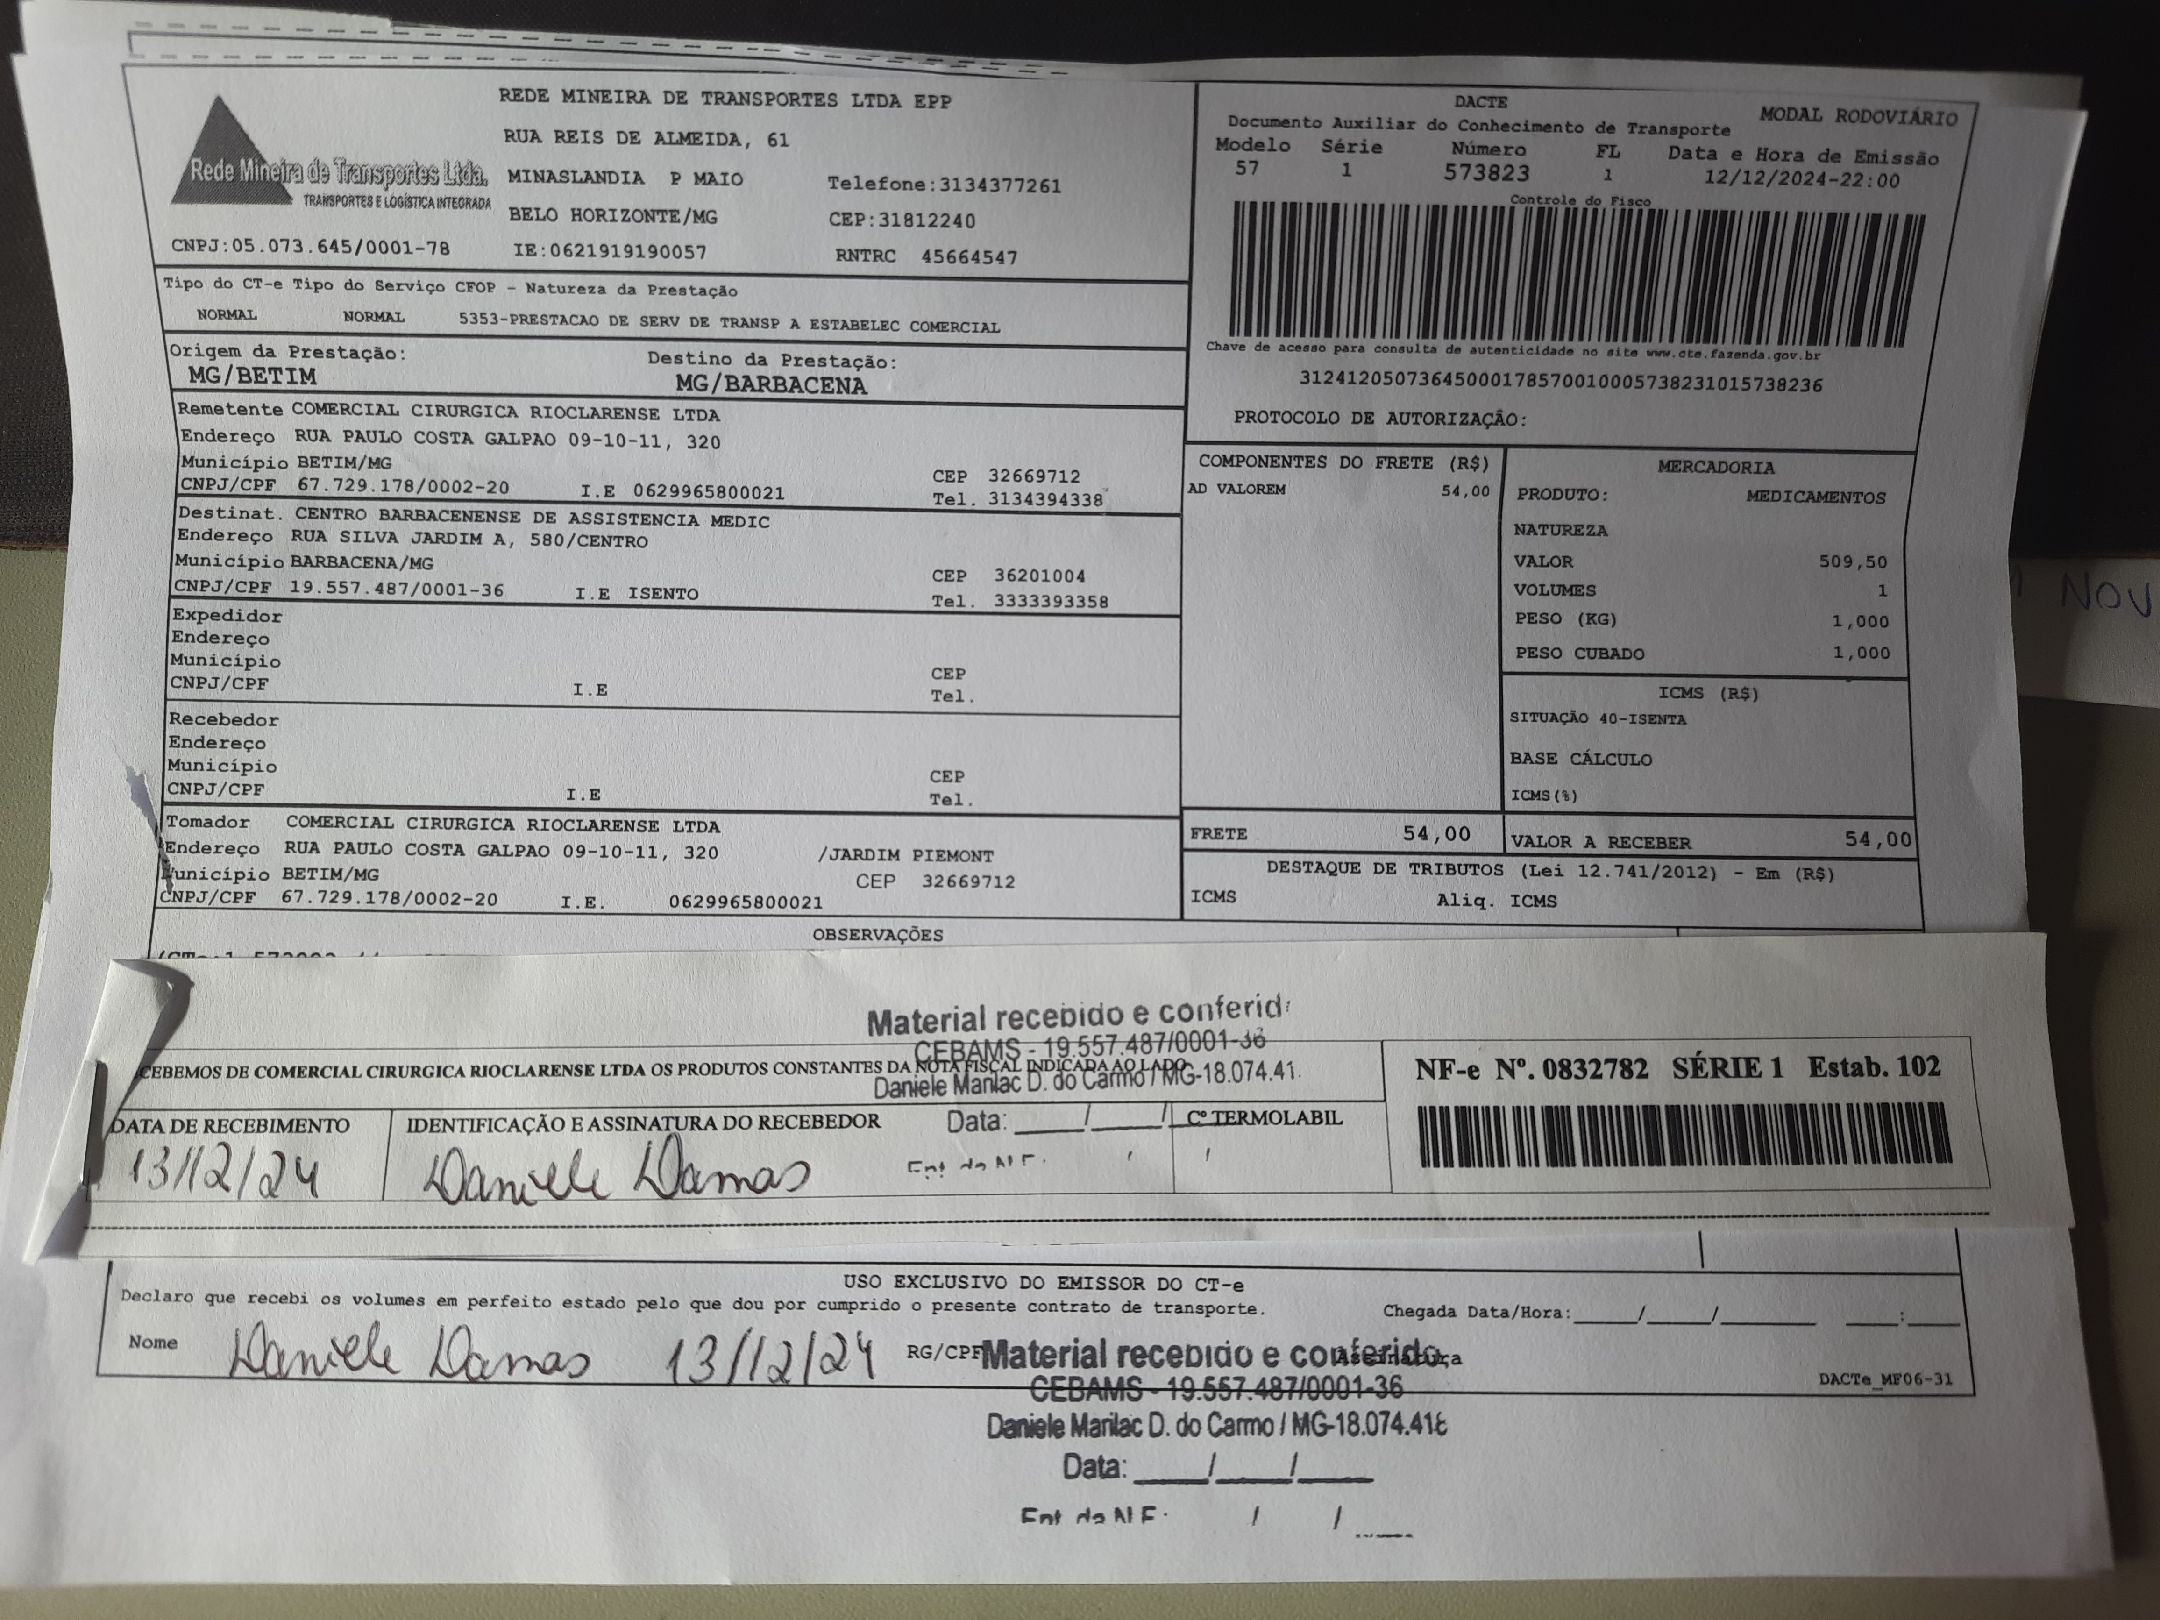 REDE MINEIRA DE TRANSPORTES LTDA EPP
RUA REIS DE ALMEIDA, 61
Rede Mineira de Transportes Ltda.
TRANSPORTES E LOGÍSTICA INTEGRADA
MINASLANDIA P MAIO Telefone:3134377261
BELO HORIZONTE/MG CEP:31812240
CNPJ:05.073.645/0001-78 IE:0621919190057 RNTRC 45664547
DACTE MODAL RODOVIÁRIO
Documento Auxiliar do Conhecimento de Transporte
Modelo Série Número FL Data e Hora de Emissão
57 1 573823 1 12/12/2024-22:00
Controle do Fisco
Chave de acesso para consulta de autenticidade no site www.cte.fazenda.gov.br
31241205073645000178570010005738231015738236
PROTOCOLO DE AUTORIZAÇÃO:
Tipo do CT-e Tipo do Serviço CFOP - Natureza da Prestação
NORMAL NORMAL 5353-PRESTACAO DE SERV DE TRANSP A ESTABELEC COMERCIAL
Origem da Prestação: Destino da Prestação:
MG/BETIM MG/BARBACENA
Remetente COMERCIAL CIRURGICA RIOCLARENSE LTDA
Endereço RUA PAULO COSTA GALPAO 09-10-11, 320
Município BETIM/MG CEP 32669712
CNPJ/CPF 67.729.178/0002-20 I.E 0629965800021 Tel. 3134394338
Destinat. CENTRO BARBACENENSE DE ASSISTENCIA MEDIC
Endereço RUA SILVA JARDIM A, 580/CENTRO
Município BARBACENA/MG CEP 36201004
CNPJ/CPF 19.557.487/0001-36 I.E ISENTO Tel. 3333393358
Expedidor
Endereço
Município CEP
CNPJ/CPF I.E Tel.
Recebedor
Endereço
Município CEP
CNPJ/CPF I.E Tel.
Tomador COMERCIAL CIRURGICA RIOCLARENSE LTDA
Endereço RUA PAULO COSTA GALPAO 09-10-11, 320 /JARDIM PIEMONT
Município BETIM/MG CEP 32669712
CNPJ/CPF 67.729.178/0002-20 I.E. 0629965800021
COMPONENTES DO FRETE (R$)
AD VALOREM 54,00
MERCADORIA
PRODUTO: MEDICAMENTOS
NATUREZA
VALOR 509,50
VOLUMES 1
PESO (KG) 1,000
PESO CUBADO 1,000
ICMS (R$)
SITUAÇÃO 40-ISENTA
BASE CÁLCULO
ICMS(%)
FRETE 54,00 VALOR A RECEBER 54,00
DESTAQUE DE TRIBUTOS (Lei 12.741/2012) - Em (R$)
ICMS Aliq. ICMS
OBSERVAÇÕES
NOV
Material recebido e conferid
CEBAMS - 19.557.487/0001-36
CEBEMOS DE COMERCIAL CIRURGICA RIOCLARENSE LTDA OS PRODUTOS CONSTANTES DA NOTA FISCAL INDICADA AO LADO
Daniele Marilac D. do Carmo / MG-18.074.41
NF-e Nº. 0832782 SÉRIE 1 Estab. 102
DATA DE RECEBIMENTO IDENTIFICAÇÃO E ASSINATURA DO RECEBEDOR Data: ___/___/ Cº TERMOLABIL
13/12/24 Daniele Damas
USO EXCLUSIVO DO EMISSOR DO CT-e
Declaro que recebi os volumes em perfeito estado pelo que dou por cumprido o presente contrato de transporte. Chegada Data/Hora:____/____/______ ___:___
Nome Daniele Damas 13/12/24 RG/CPF Assinatura
Material recebido e conferido
CEBAMS - 19.557.487/0001-36 DACTe_MF06-31
Daniele Marilac D. do Carmo / MG-18.074.418
Data: ____/____/____
Ent. da N.F.: / /